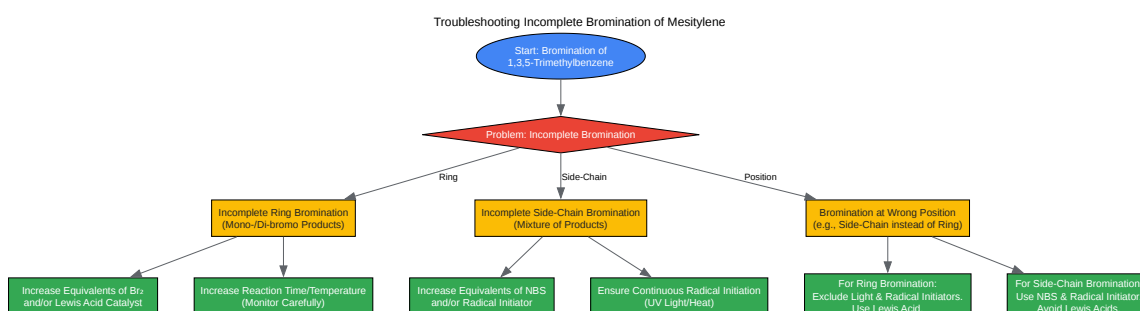 Troubleshooting Incomplete Bromination of Mesitylene
Start: Bromination of
1,3,5-Trimethylbenzene
Problem: Incomplete Bromination
Ring
Side-Chain
Position
Incomplete Ring Bromination
(Mono-/Di-bromo Products)
Incomplete Side-Chain Bromination
(Mixture of Products)
Bromination at Wrong Position
(e.g., Side-Chain instead of Ring)
Increase Equivalents of Br₂
and/or Lewis Acid Catalyst
Increase Reaction Time/Temperature
(Monitor Carefully)
Increase Equivalents of NBS
and/or Radical Initiator
Ensure Continuous Radical Initiation
(UV Light/Heat)
For Ring Bromination:
Exclude Light & Radical Initiators.
Use Lewis Acid
For Side-Chain Bromination
Use NBS & Radical Initiator
Avoid Lewis Acids